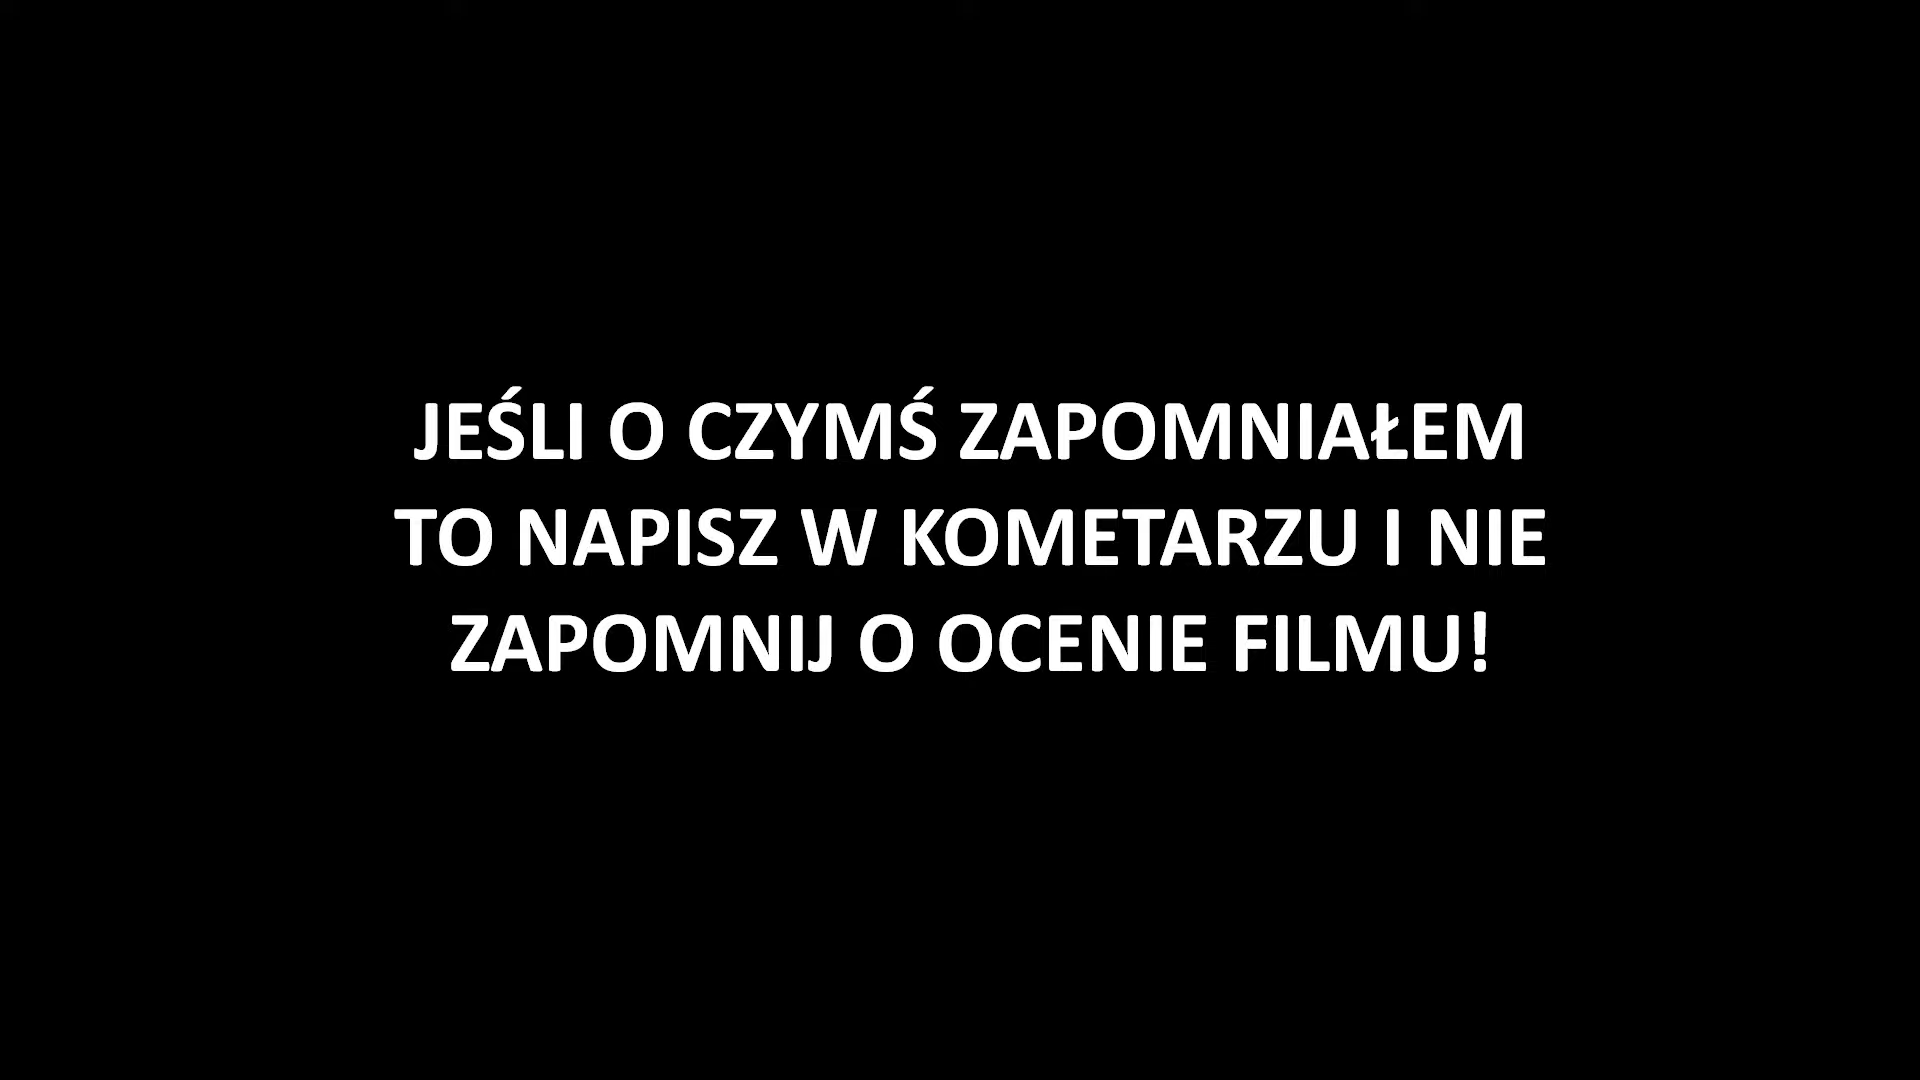 JEŚLI O CZYMŚ ZAPOMNIAŁEM
TO NAPISZ W KOMETARZU I NIE
ZAPOMNIJ O OCENIE FILMU!